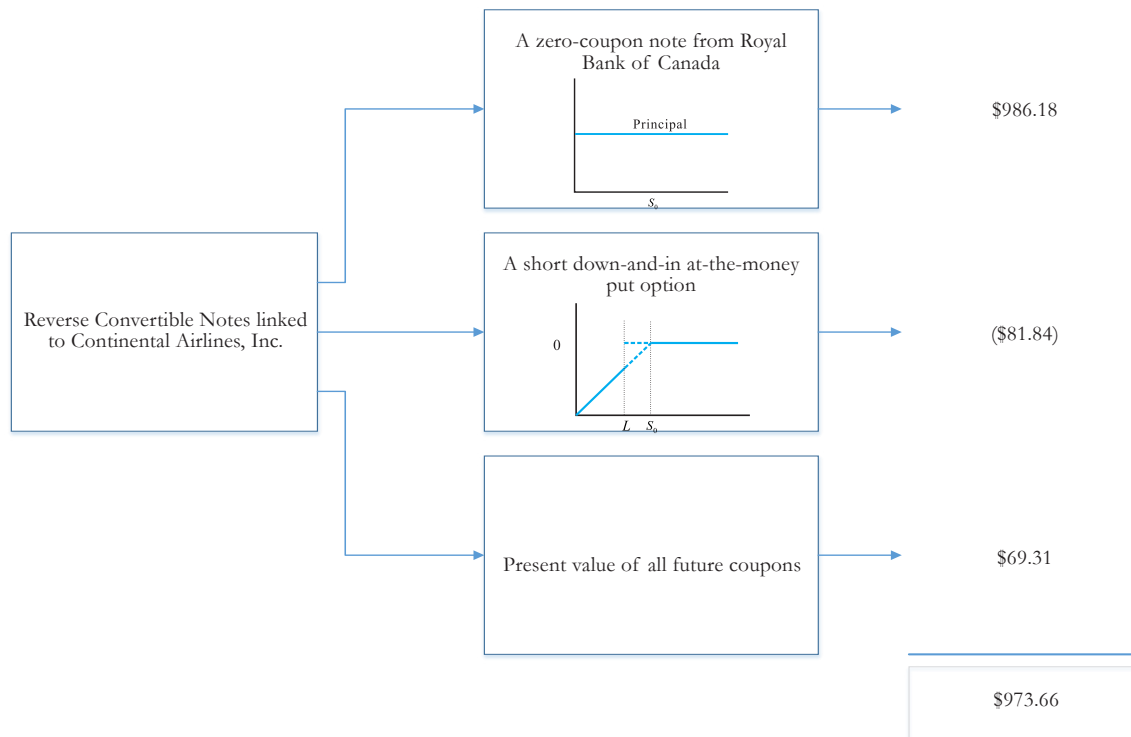 A zero-coupon note from Royal
Bank of Canada
Principal
S₀
$986.18
Reverse Convertible Notes linked
to Continental Airlines, Inc.
A short down-and-in at-the-money
put option
0
L S₀
($81.84)
Present value of all future coupons
$69.31
$973.66